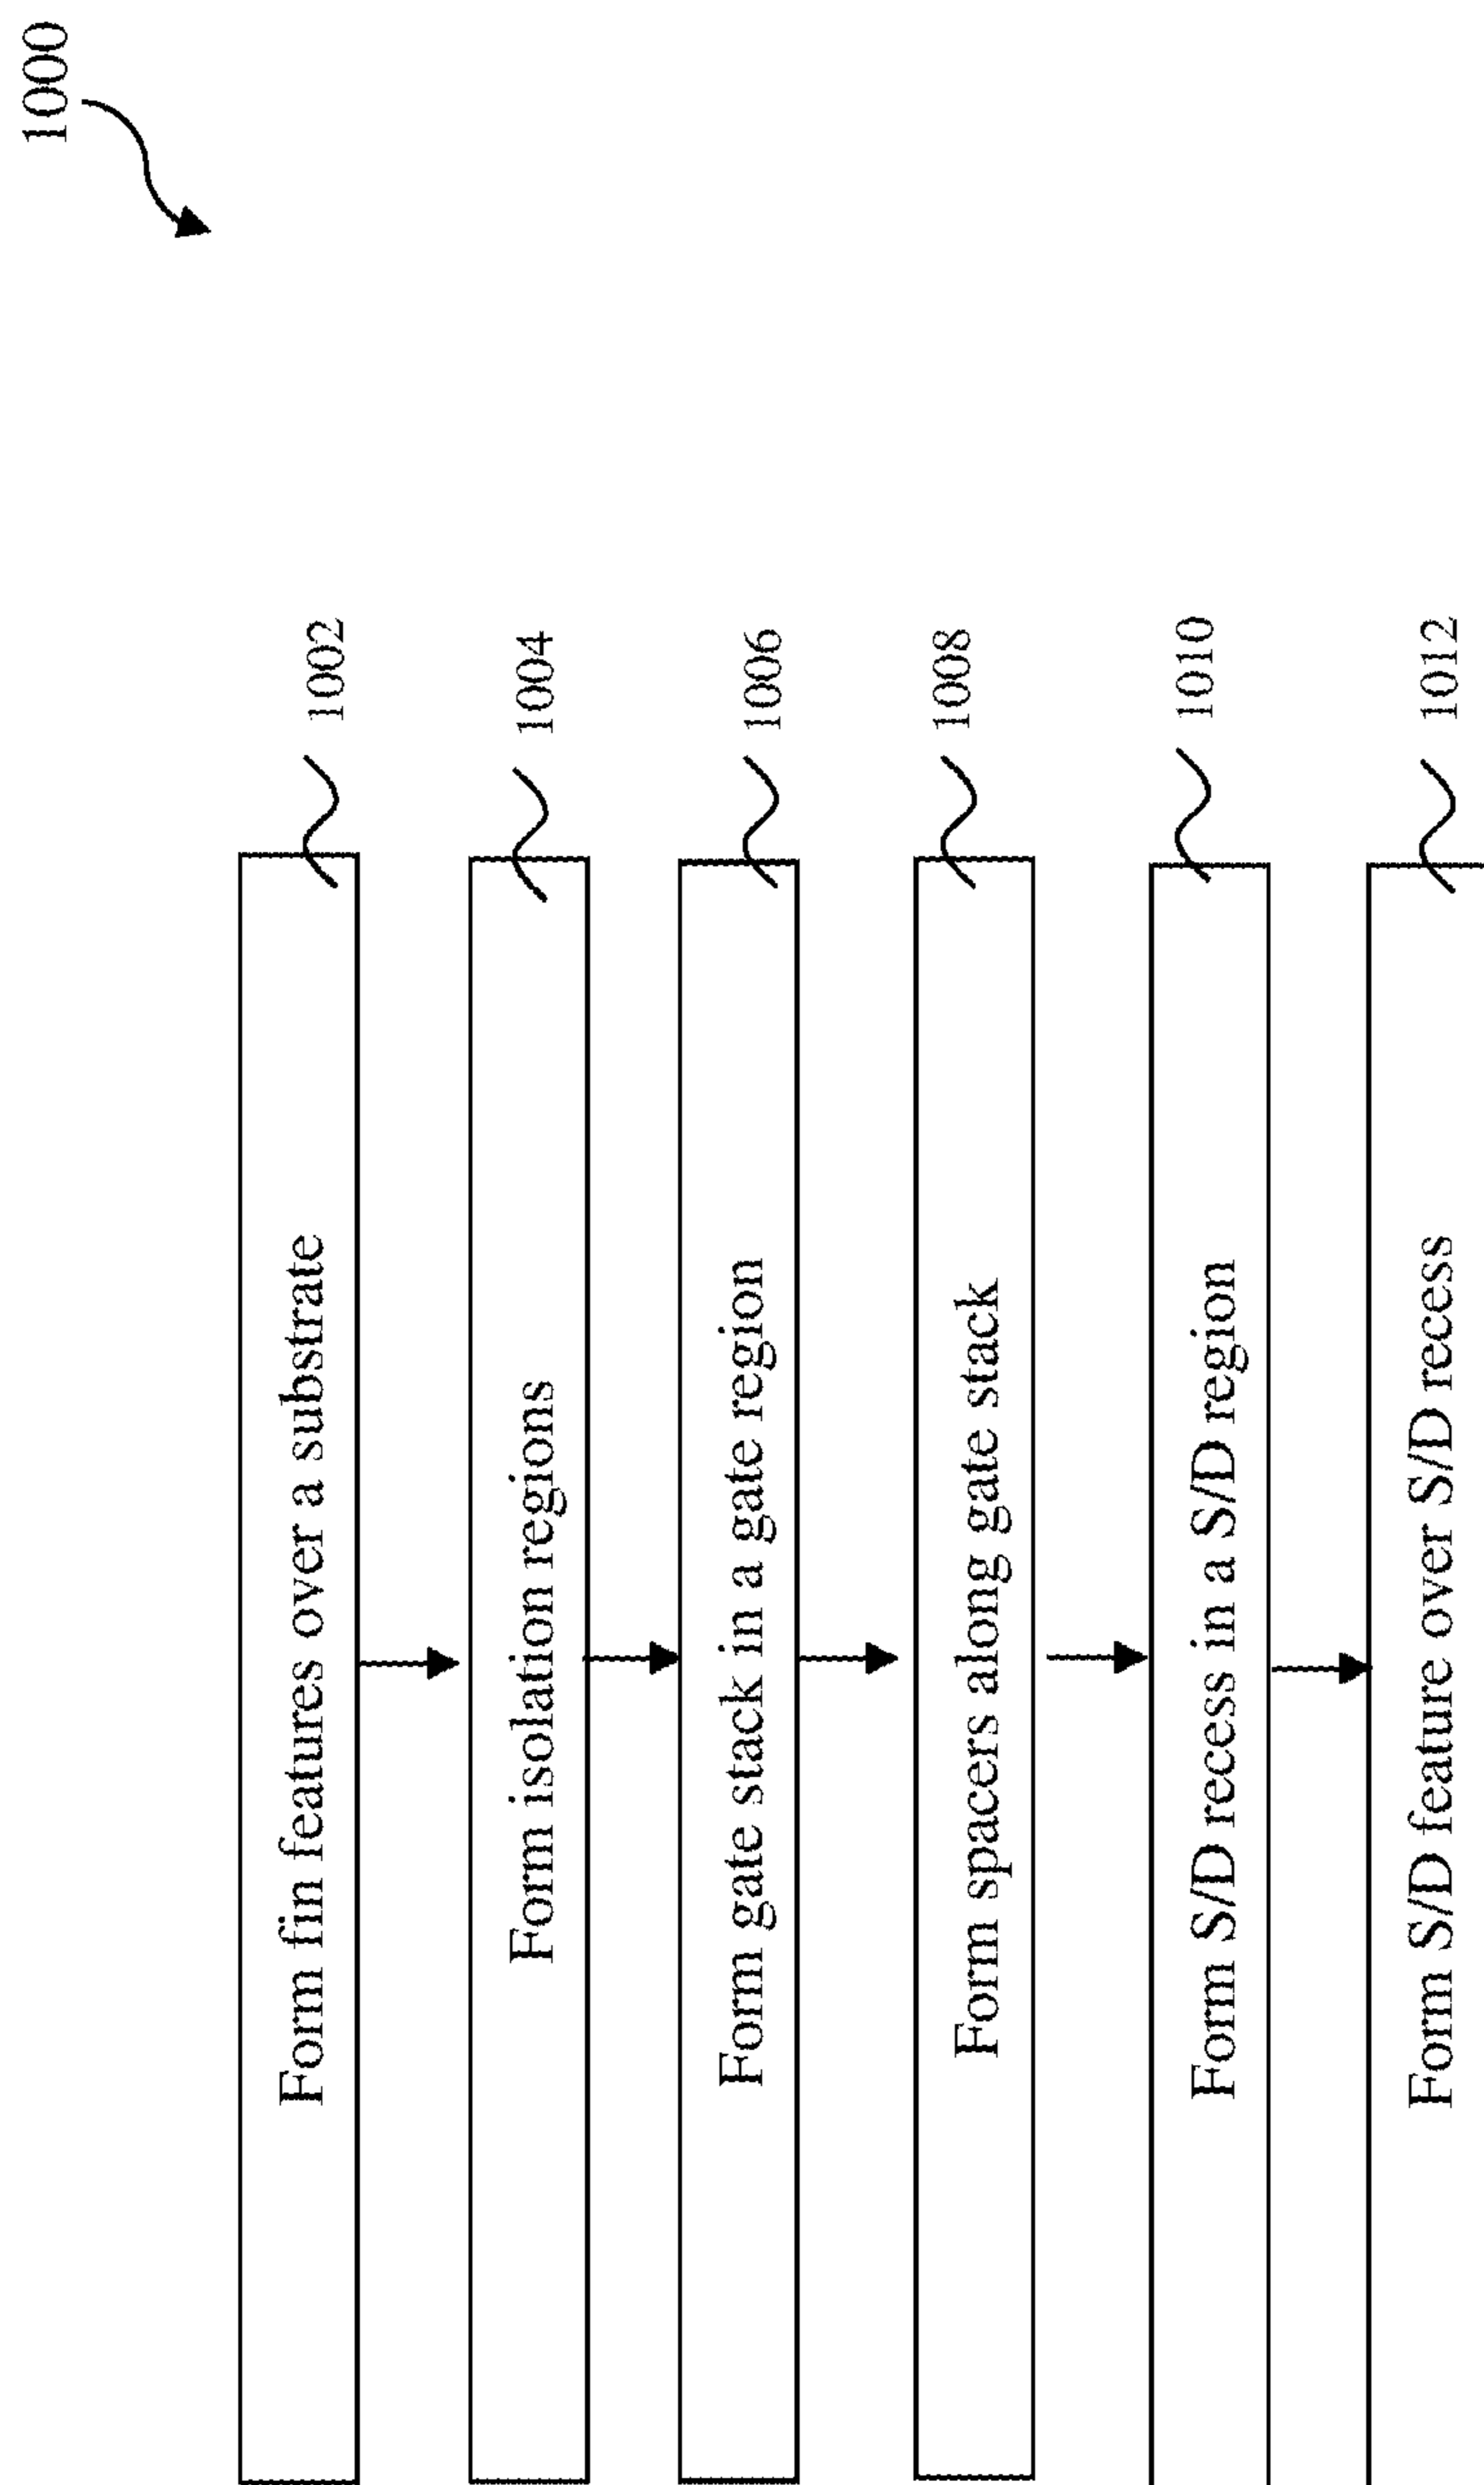 1000
Form fin features over a substrate
1002
Form isolation regions
1004
Form gate stack in a gate region
1006
Form spacers along gate stack
1008
Form S/D recess in a S/D region
1010
Form S/D feature over S/D recess
1012